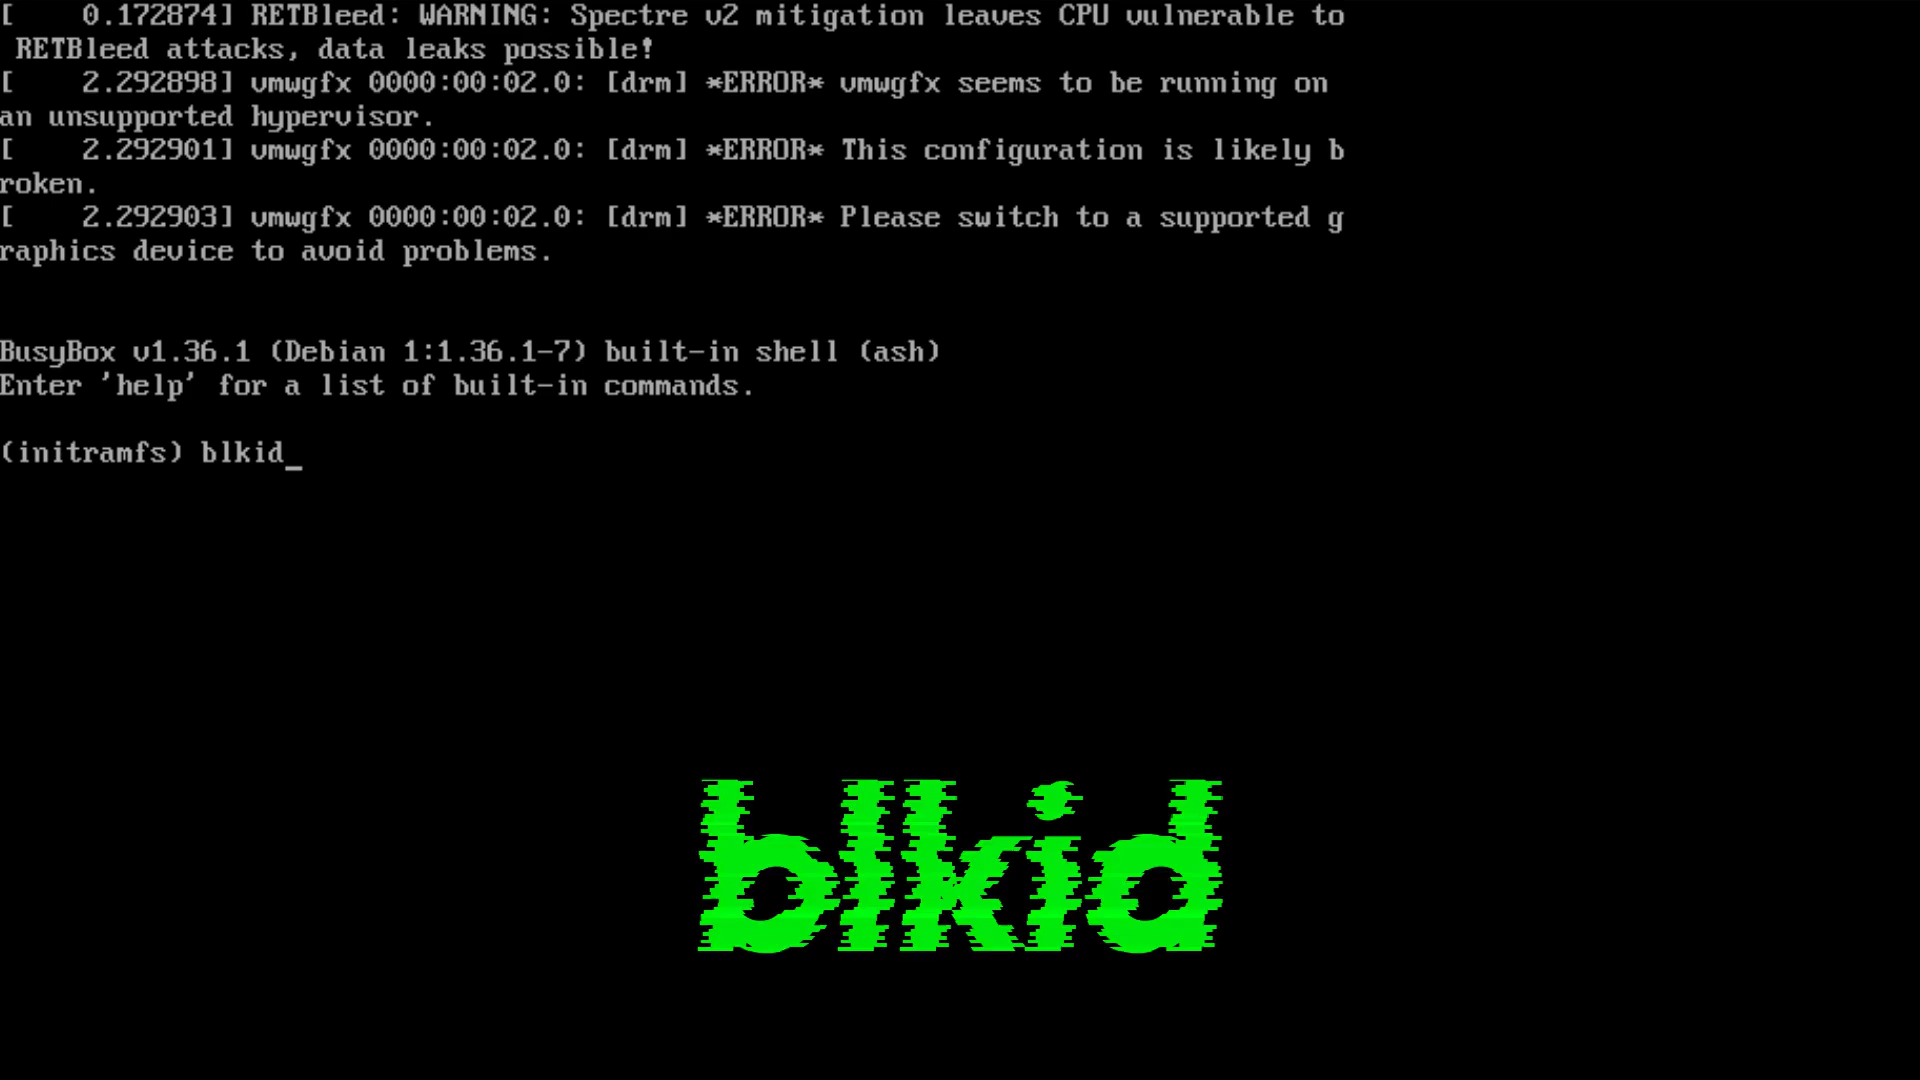 [    0.172874] RETBleed: WARNING: Spectre v2 mitigation leaves CPU vulnerable to
 RETBleed attacks, data leaks possible!
[    2.292898] vmwgfx 0000:00:02.0: [drm] *ERROR* vmwgfx seems to be running on
an unsupported hypervisor.
[    2.292901] vmwgfx 0000:00:02.0: [drm] *ERROR* This configuration is likely b
roken.
[    2.292903] vmwgfx 0000:00:02.0: [drm] *ERROR* Please switch to a supported g
raphics device to avoid problems.
BusyBox v1.36.1 (Debian 1:1.36.1-7) built-in shell (ash)
Enter 'help' for a list of built-in commands.
(initramfs) blkid_
blkid